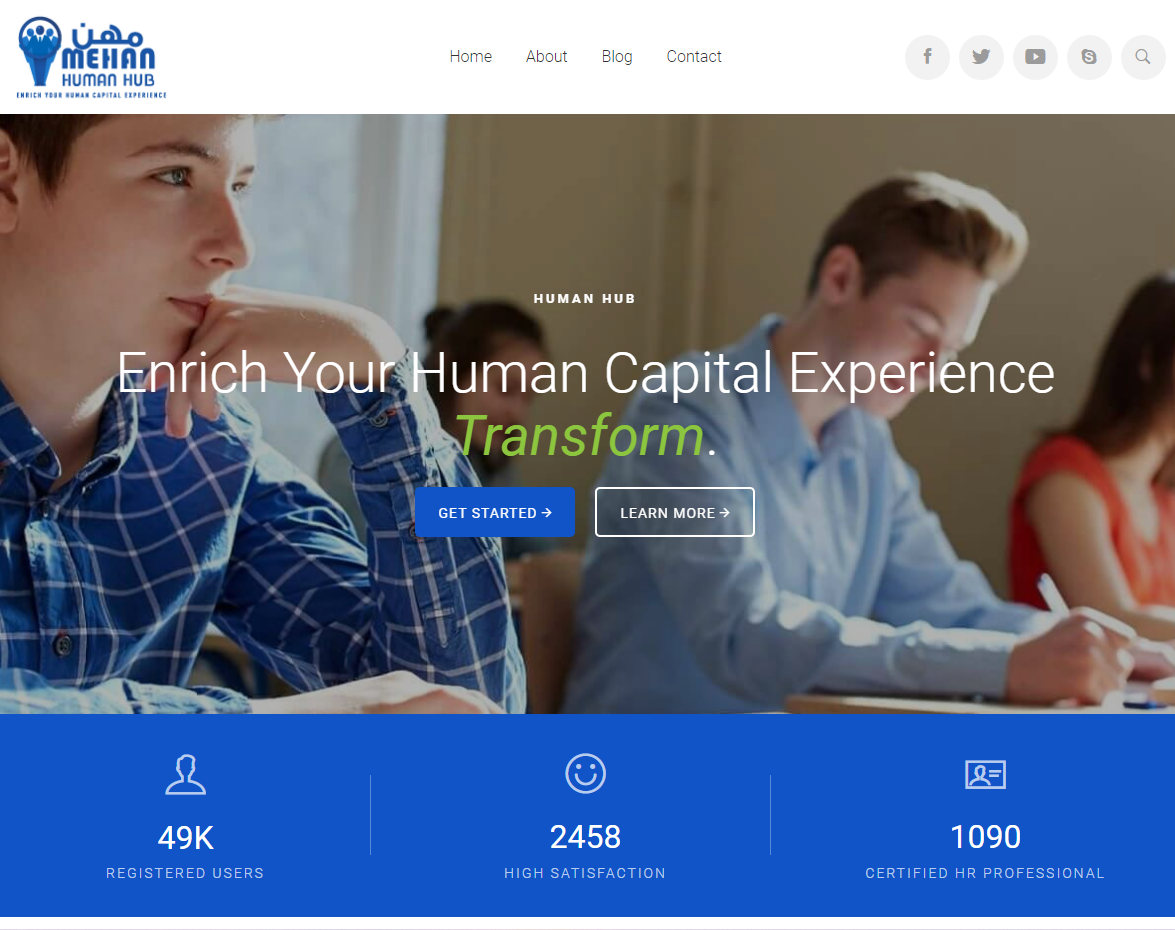 مهن
MEHAN
HUMAN HUB
ENRICH YOUR HUMAN CAPITAL EXPERIENCE
Home
About
Blog
Contact
HUMAN HUB
Enrich Your Human Capital Experience
Transform.
GET STARTED →
LEARN MORE →
49K
REGISTERED USERS
2458
HIGH SATISFACTION
1090
CERTIFIED HR PROFESSIONAL